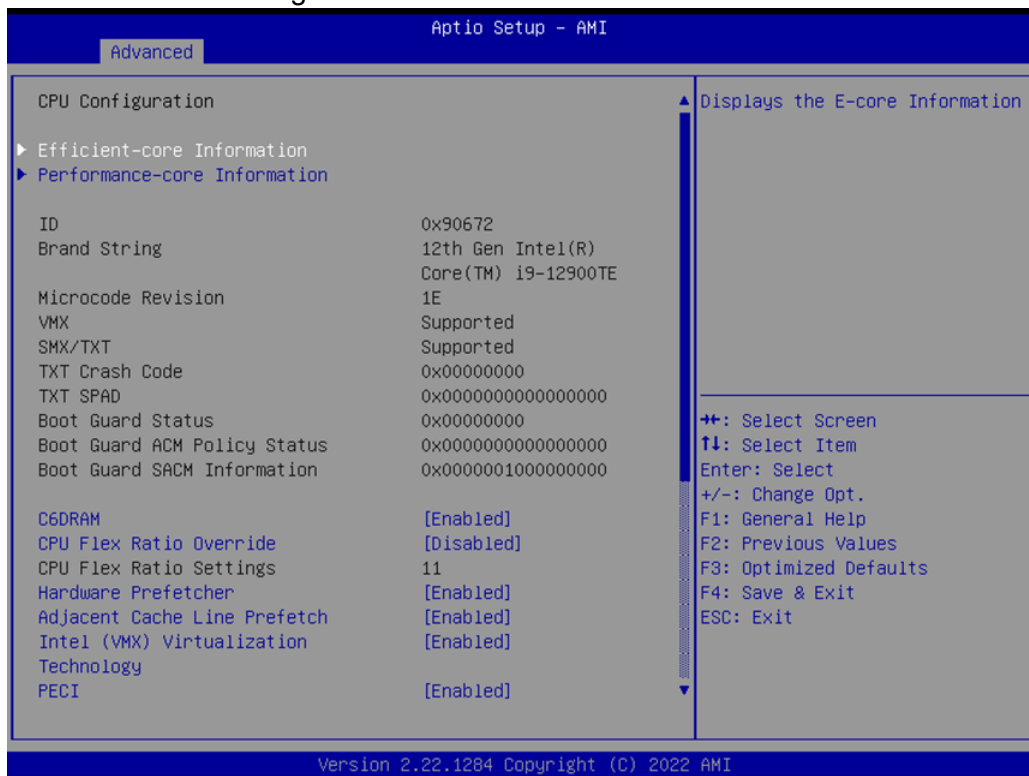 Aptio Setup – AMI
Advanced
CPU Configuration
Efficient-core Information
Performance-core Information
ID 0x90672
Brand String 12th Gen Intel(R)
Core(TM) i9-12900TE
Microcode Revision 1E
VMX Supported
SMX/TXT Supported
TXT Crash Code 0x00000000
TXT SPAD 0x0000000000000000
Boot Guard Status 0x00000000
Boot Guard ACM Policy Status 0x0000000000000000
Boot Guard SACM Information 0x0000001000000000
C6DRAM [Enabled]
CPU Flex Ratio Override [Disabled]
CPU Flex Ratio Settings 11
Hardware Prefetcher [Enabled]
Adjacent Cache Line Prefetch [Enabled]
Intel (VMX) Virtualization [Enabled]
Technology
PECI [Enabled]
Displays the E-core Information
→←: Select Screen
↑↓: Select Item
Enter: Select
+/-: Change Opt.
F1: General Help
F2: Previous Values
F3: Optimized Defaults
F4: Save & Exit
ESC: Exit
Version 2.22.1284 Copyright (C) 2022 AMI